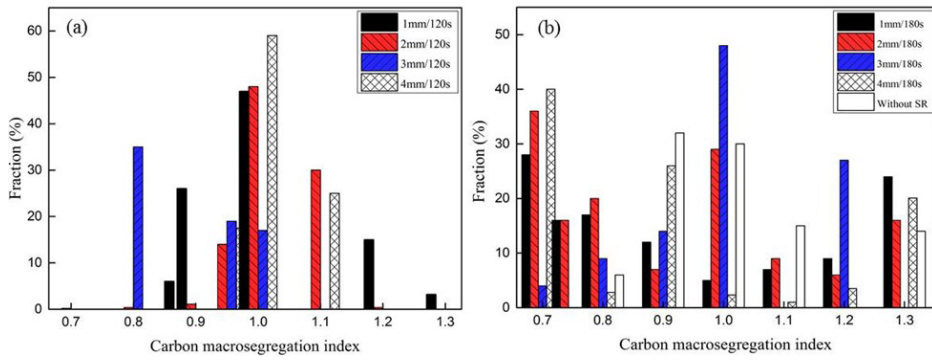 (a)
1mm/120s
2mm/120s
3mm/120s
4mm/120s
Fraction (%)
60
50
40
30
20
10
0
0.7 0.8 0.9 1.0 1.1 1.2 1.3
Carbon macrosegregation index
(b)
1mm/180s
2mm/180s
3mm/180s
4mm/180s
Without SR
Fraction (%)
50
40
30
20
10
0
0.7 0.8 0.9 1.0 1.1 1.2 1.3
Carbon macrosegregation index